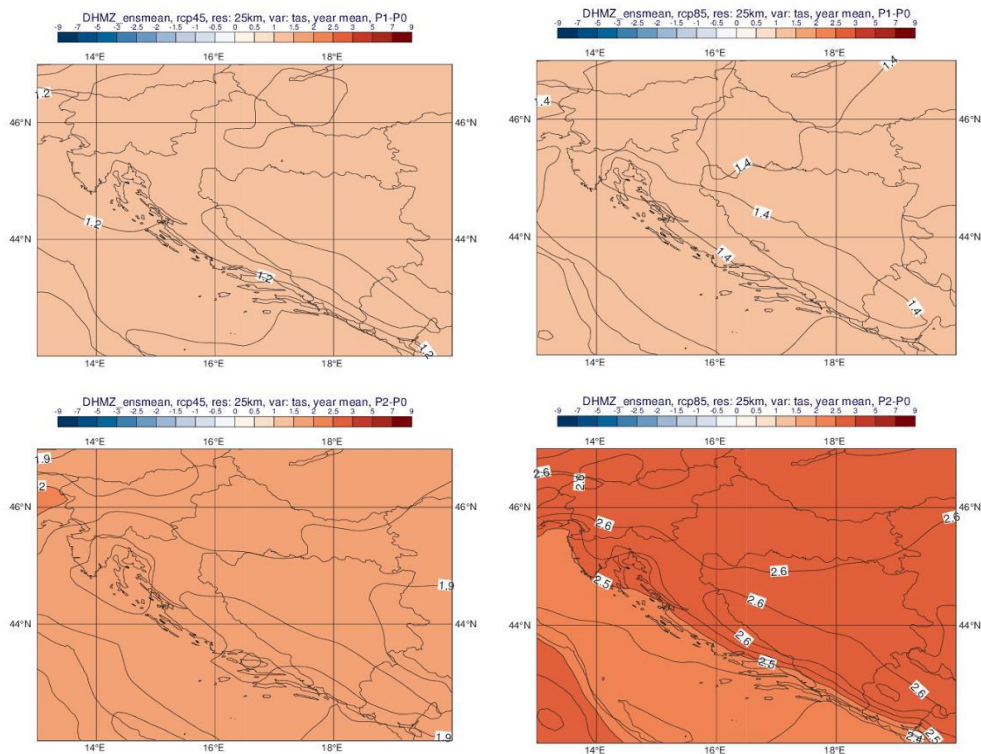 DHMZ_ensmean, rcp45, res: 25km, var: tas, year mean, P1-P0
-9 -7 -5 -3 -2.5 -2 -1.5 -1 -0.5 0 0.5 1 1.5 2 2.5 3 5 7 9
14°E 16°E 18°E
1.2
46°N
1.2
44°N
1.2
1.2
14°E 16°E 18°E
DHMZ_ensmean, rcp85, res: 25km, var: tas, year mean, P1-P0
-9 -7 -5 -3 -2.5 -2 -1.5 -1 -0.5 0 0.5 1 1.5 2 2.5 3 5 7 9
14°E 16°E 18°E
1.4
1.4
46°N 46°N
1.4
1.4
44°N 44°N
1.4
1.4
14°E 16°E 18°E
DHMZ_ensmean, rcp45, res: 25km, var: tas, year mean, P2-P0
-9 -7 -5 -3 -2.5 -2 -1.5 -1 -0.5 0 0.5 1 1.5 2 2.5 3 5 7 9
14°E 16°E 18°E
1.9
2
46°N
1.9
44°N
1.9
14°E 16°E 18°E
DHMZ_ensmean, rcp85, res: 25km, var: tas, year mean, P2-P0
-9 -7 -5 -3 -2.5 -2 -1.5 -1 -0.5 0 0.5 1 1.5 2 2.5 3 5 7 9
14°E 16°E 18°E
2.6
2.6
46°N 46°N
2.6 2.6
2.6
2.5
2.6
44°N 44°N
2.6
2.5
2.6
2.4 2.5
14°E 16°E 18°E